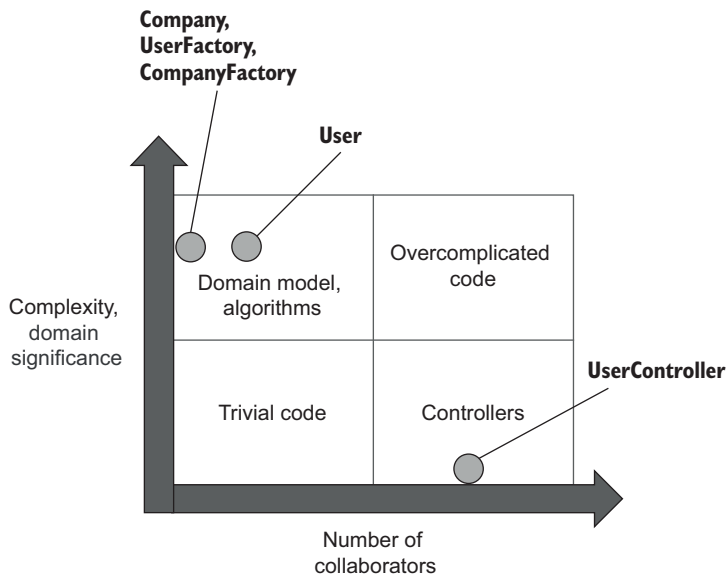 Company,
UserFactory,
CompanyFactory
User
Overcomplicated
code
Domain model,
algorithms
Complexity,
domain
significance
UserController
Trivial code
Controllers
Number of
collaborators